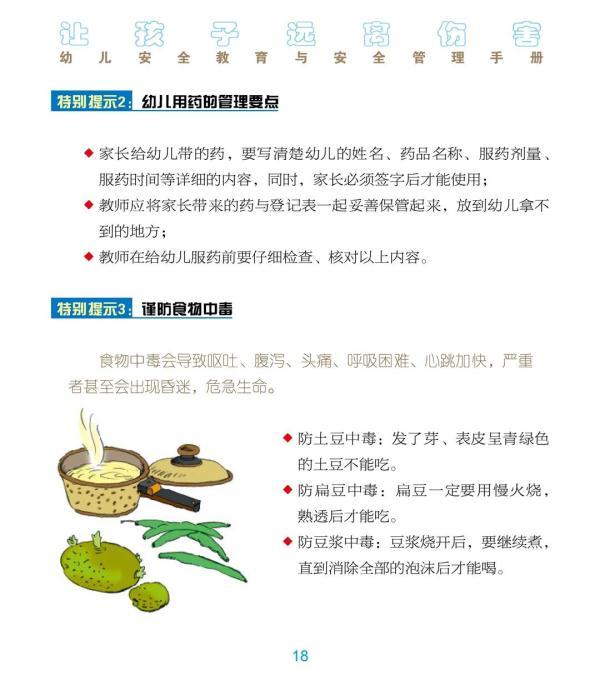 让孩子远离伤害
幼儿安全教育与安全管理手册
特别提示2：幼儿用药的管理要点
◆ 家长给幼儿带的药，要写清楚幼儿的姓名、药品名称、服药剂量、
服药时间等详细的内容，同时，家长必须签字后才能使用；
◆ 教师应将家长带来的药与登记表一起妥善保管起来，放到幼儿拿不
到的地方；
◆ 教师在给幼儿服药前要仔细检查、核对以上内容。
特别提示3：谨防食物中毒
食物中毒会导致呕吐、腹泻、头痛、呼吸困难、心跳加快，严重
者甚至会出现昏迷，危急生命。
◆ 防土豆中毒：发了芽、表皮呈青绿色
的土豆不能吃。
◆ 防扁豆中毒：扁豆一定要用慢火烧，
熟透后才能吃。
◆ 防豆浆中毒：豆浆烧开后，要继续煮，
直到消除全部的泡沫后才能喝。
18